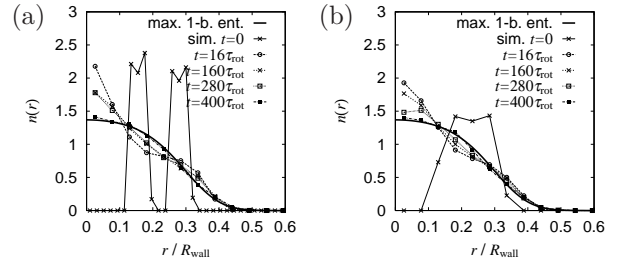 (a)
3
2.5
2
1.5
1
0.5
0
n(r)
max. 1-b. ent.
sim. t=0
t=16τrot
t=160τrot
t=280τrot
t=400τrot
0 0.1 0.2 0.3 0.4 0.5 0.6
r / Rwall
(b)
3
2.5
2
1.5
1
0.5
0
n(r)
max. 1-b. ent.
sim. t=0
t=16τrot
t=160τrot
t=280τrot
t=400τrot
0 0.1 0.2 0.3 0.4 0.5 0.6
r / Rwall